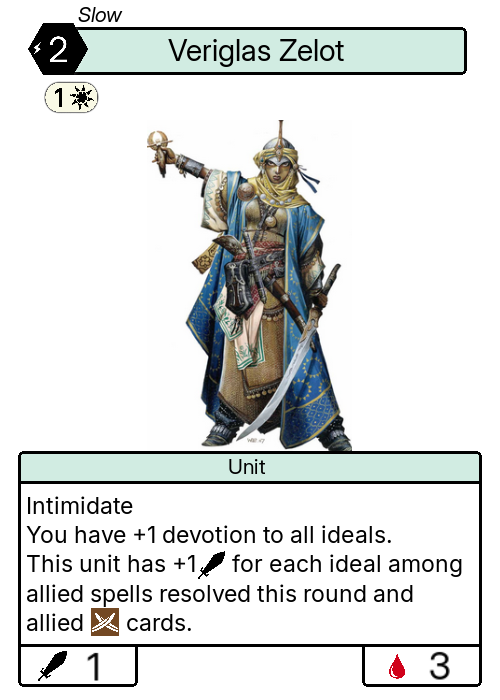 Slow
2
Veriglas Zelot
1
Unit
Intimidate
You have +1 devotion to all ideals.
This unit has +1 for each ideal among
allied spells resolved this round and
allied cards.
1
3